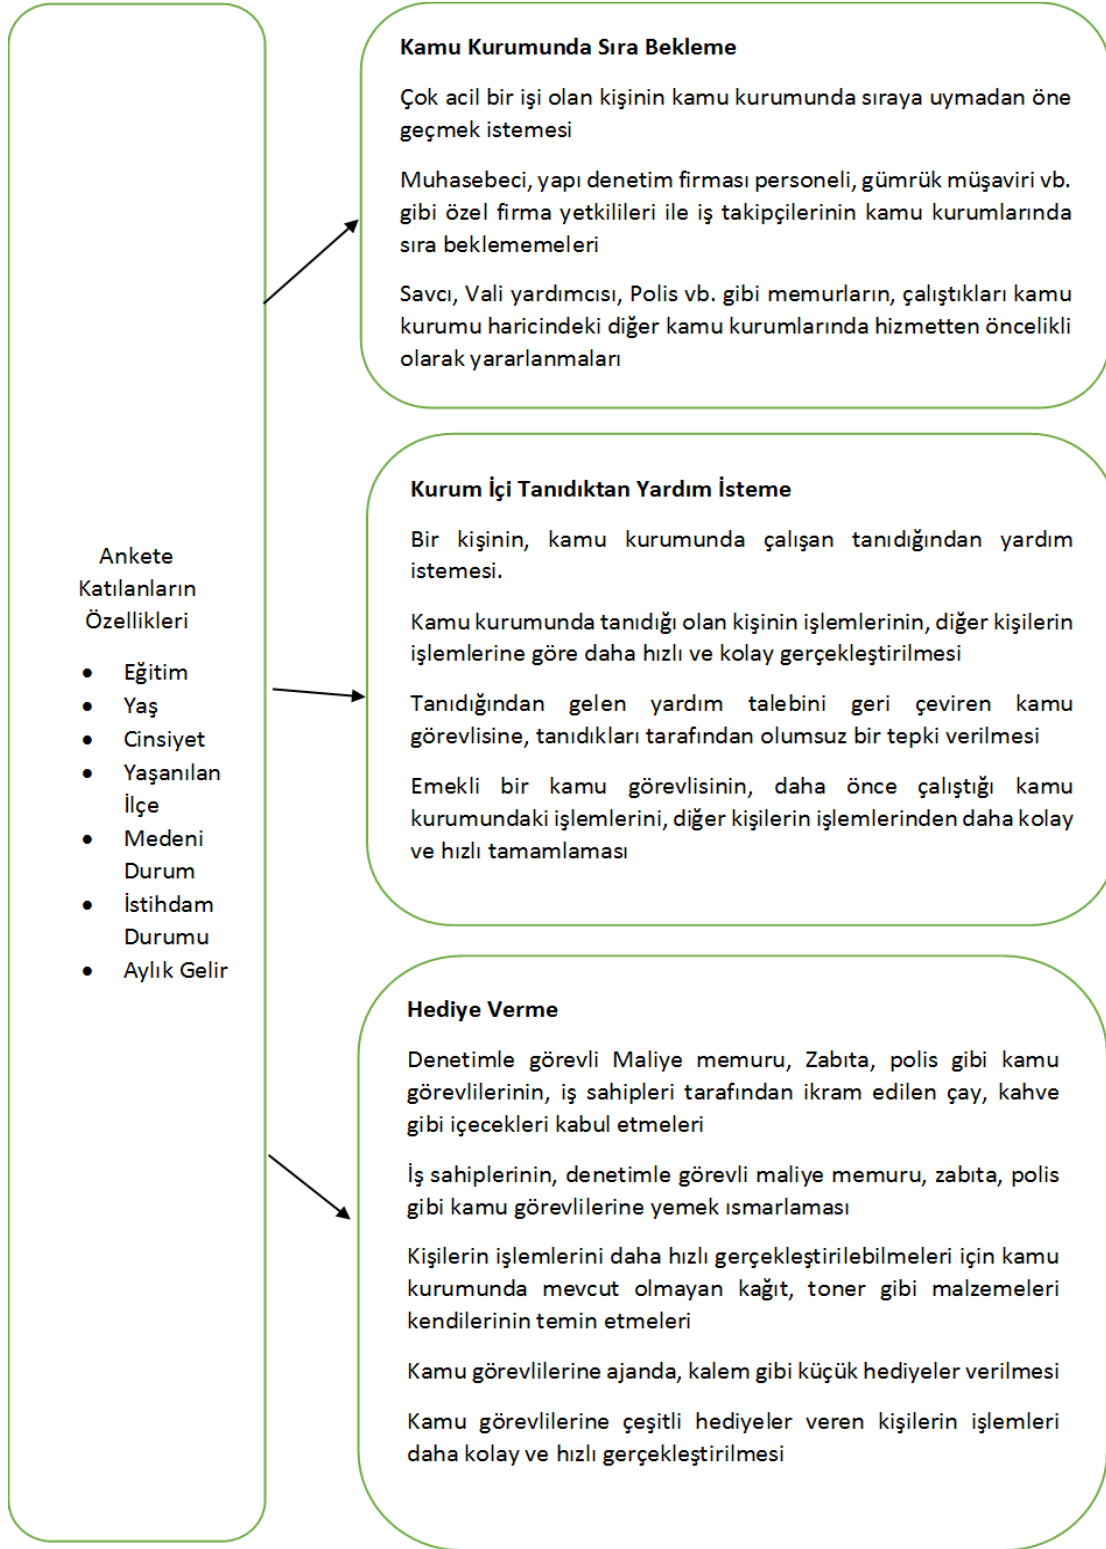 Ankete
Katılanların
Özellikleri
• Eğitim
• Yaş
• Cinsiyet
• Yaşanılan
İlçe
• Medeni
Durum
• İstihdam
Durumu
• Aylık Gelir
Kamu Kurumunda Sıra Bekleme
Çok acil bir işi olan kişinin kamu kurumunda sıraya uymadan öne
geçmek istemesi
Muhasebeci, yapı denetim firması personeli, gümrük müşaviri vb.
gibi özel firma yetkilileri ile iş takipçilerinin kamu kurumlarında
sıra beklememeleri
Savcı, Vali yardımcısı, Polis vb. gibi memurların, çalıştıkları kamu
kurumu haricindeki diğer kamu kurumlarında hizmetten öncelikli
olarak yararlanmaları
Kurum İçi Tanıdıktan Yardım İsteme
Bir kişinin, kamu kurumunda çalışan tanıdığından yardım
istemesi.
Kamu kurumunda tanıdığı olan kişinin işlemlerinin, diğer kişilerin
işlemlerine göre daha hızlı ve kolay gerçekleştirilmesi
Tanıdığından gelen yardım talebini geri çeviren kamu
görevlisine, tanıdıkları tarafından olumsuz bir tepki verilmesi
Emekli bir kamu görevlisinin, daha önce çalıştığı kamu
kurumundaki işlemlerini, diğer kişilerin işlemlerinden daha kolay
ve hızlı tamamlaması
Hediye Verme
Denetimle görevli Maliye memuru, Zabıta, polis gibi kamu
görevlilerinin, iş sahipleri tarafından ikram edilen çay, kahve
gibi içecekleri kabul etmeleri
İş sahiplerinin, denetimle görevli maliye memuru, zabıta, polis
gibi kamu görevlilerine yemek ısmarlaması
Kişilerin işlemlerini daha hızlı gerçekleştirilebilmeleri için kamu
kurumunda mevcut olmayan kağıt, toner gibi malzemeleri
kendilerinin temin etmeleri
Kamu görevlilerine ajanda, kalem gibi küçük hediyeler verilmesi
Kamu görevlilerine çeşitli hediyeler veren kişilerin işlemleri
daha kolay ve hızlı gerçekleştirilmesi